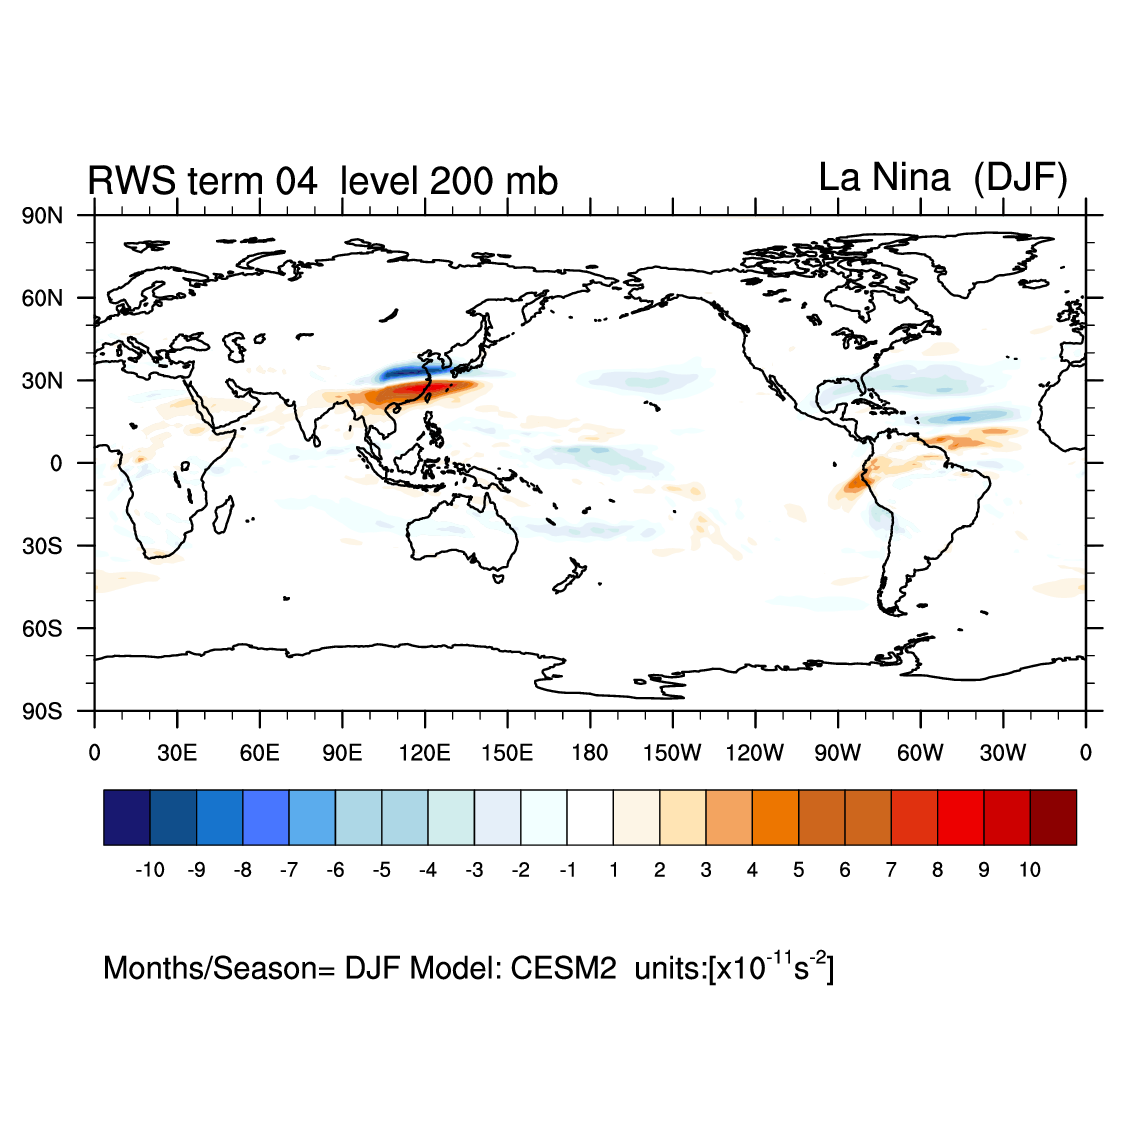 RWS term 04 level 200 mb La Nina (DJF)
90N
60N
30N
0
30S
60S
90S
0 30E 60E 90E 120E 150E 180 150W 120W 90W 60W 30W 0
-10 -9 -8 -7 -6 -5 -4 -3 -2 -1 1 2 3 4 5 6 7 8 9 10
Months/Season= DJF Model: CESM2 units:[x10⁻¹¹s⁻²]